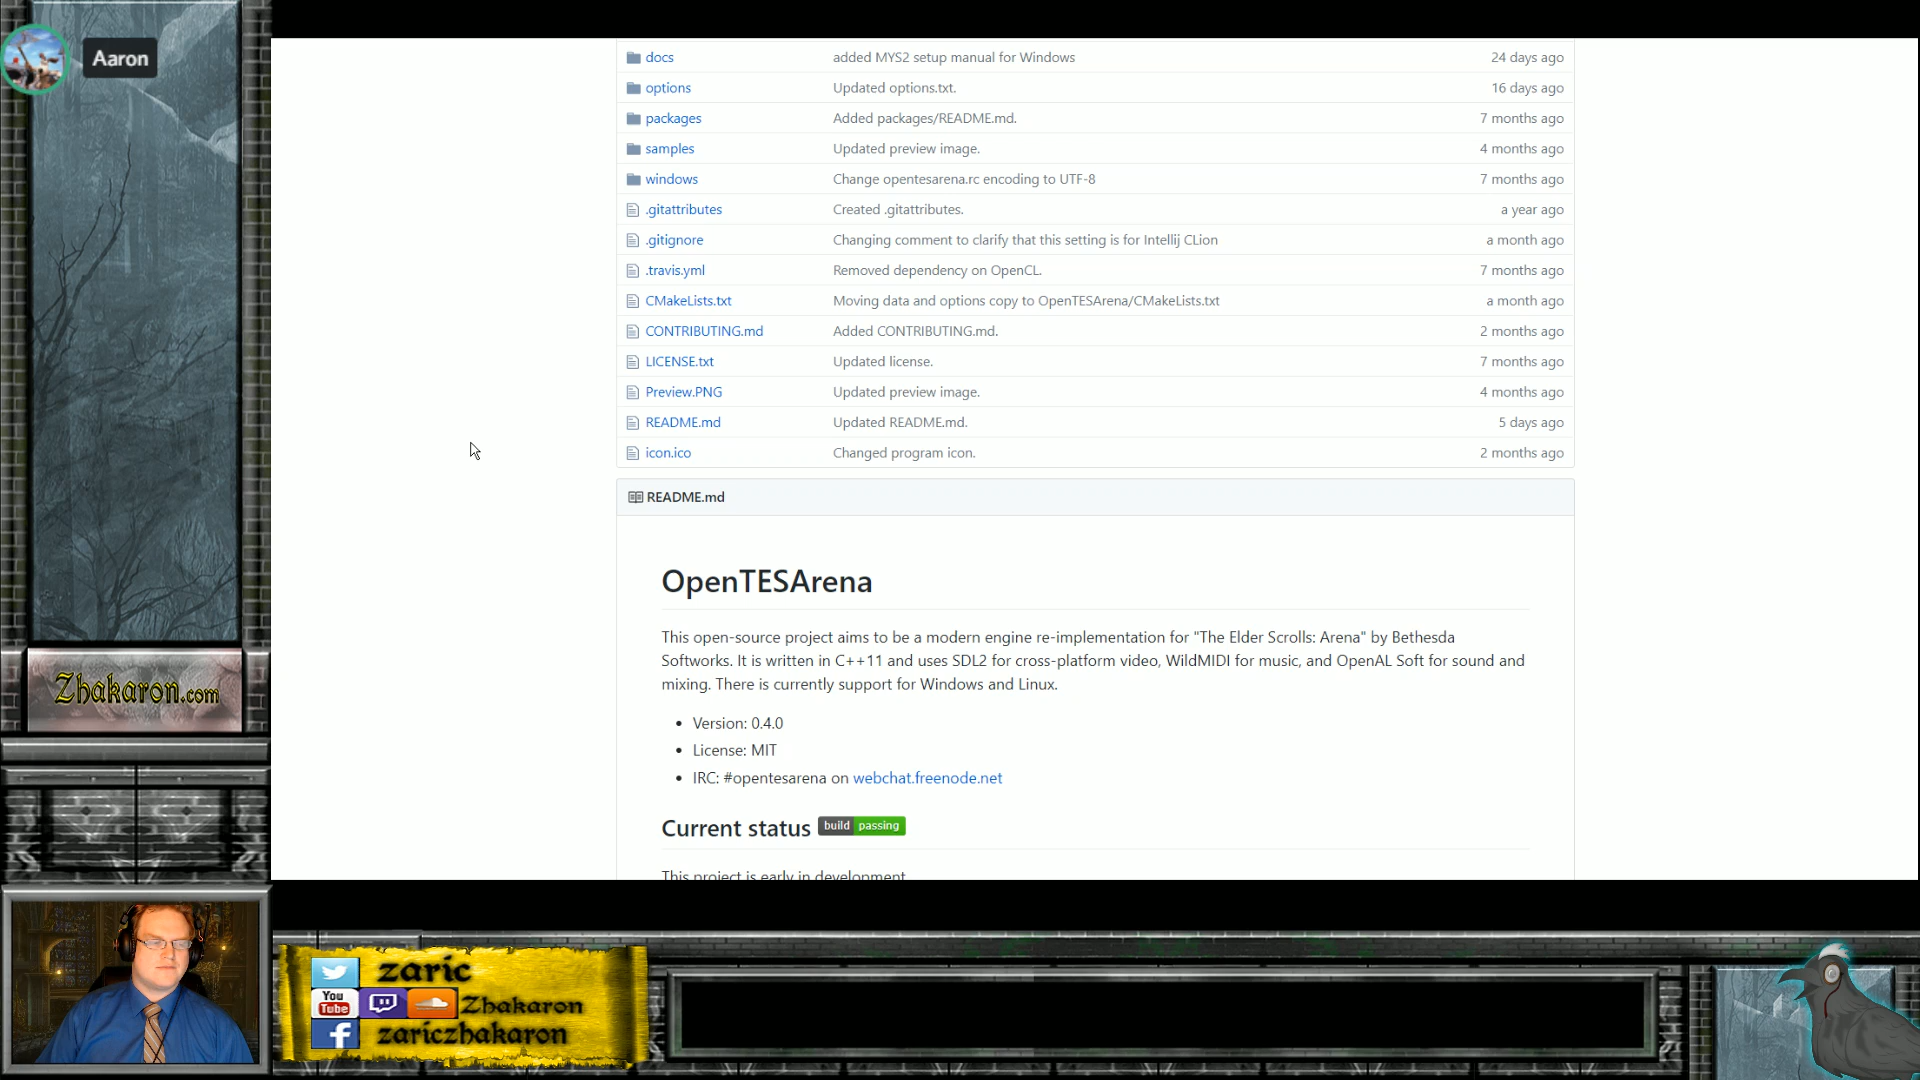 Aaron
docs added MYS2 setup manual for Windows 24 days ago
options Updated options.txt. 16 days ago
packages Added packages/README.md. 7 months ago
samples Updated preview image. 4 months ago
windows Change opentesarena.rc encoding to UTF-8 7 months ago
.gitattributes Created .gitattributes. a year ago
.gitignore Changing comment to clarify that this setting is for Intellij CLion a month ago
.travis.yml Removed dependency on OpenCL. 7 months ago
CMakeLists.txt Moving data and options copy to OpenTESArena/CMakeLists.txt a month ago
CONTRIBUTING.md Added CONTRIBUTING.md. 2 months ago
LICENSE.txt Updated license. 7 months ago
Preview.PNG Updated preview image. 4 months ago
README.md Updated README.md. 5 days ago
icon.ico Changed program icon. 2 months ago
README.md
OpenTESArena
This open-source project aims to be a modern engine re-implementation for "The Elder Scrolls: Arena" by Bethesda
Softworks. It is written in C++11 and uses SDL2 for cross-platform video, WildMIDI for music, and OpenAL Soft for sound and
mixing. There is currently support for Windows and Linux.
• Version: 0.4.0
• License: MIT
• IRC: #opentesarena on webchat.freenode.net
Current status build passing
This project is early in development
Zhakaron.com
zaric
You Tube Zhakaron
zariczhakaron